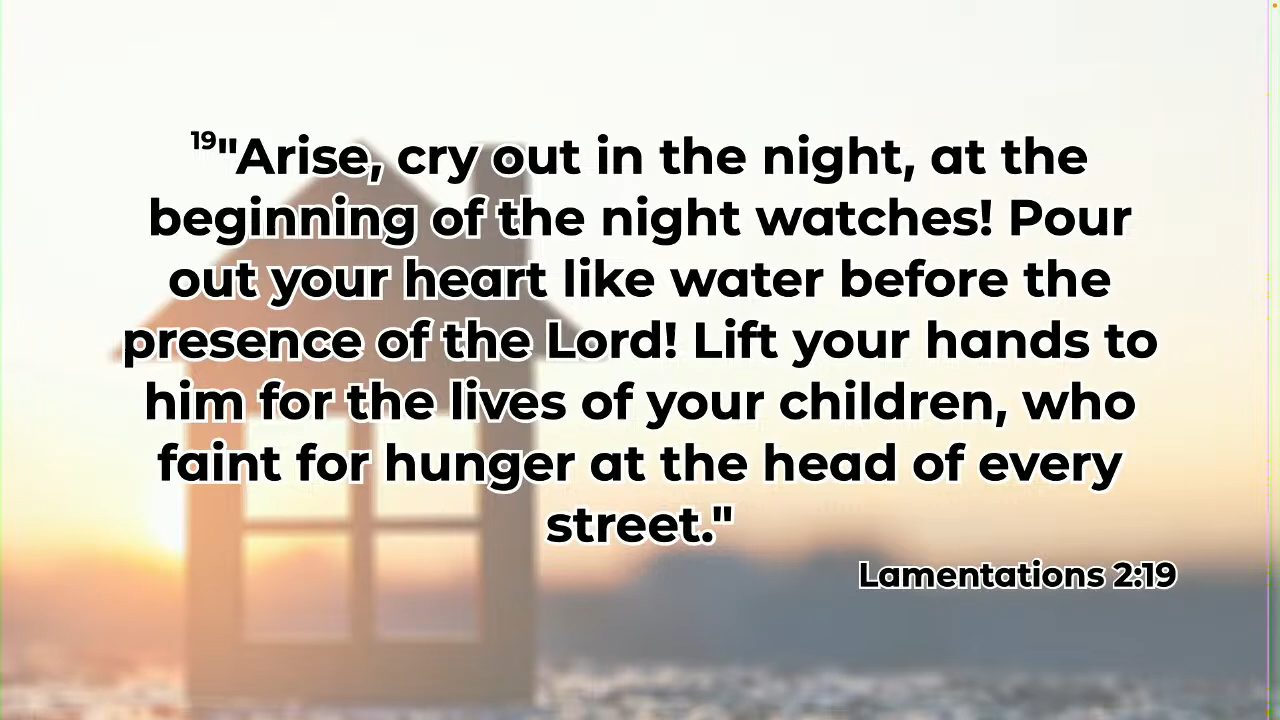 19"Arise, cry out in the night, at the
beginning of the night watches! Pour
out your heart like water before the
presence of the Lord! Lift your hands to
him for the lives of your children, who
faint for hunger at the head of every
street."
Lamentations 2:19